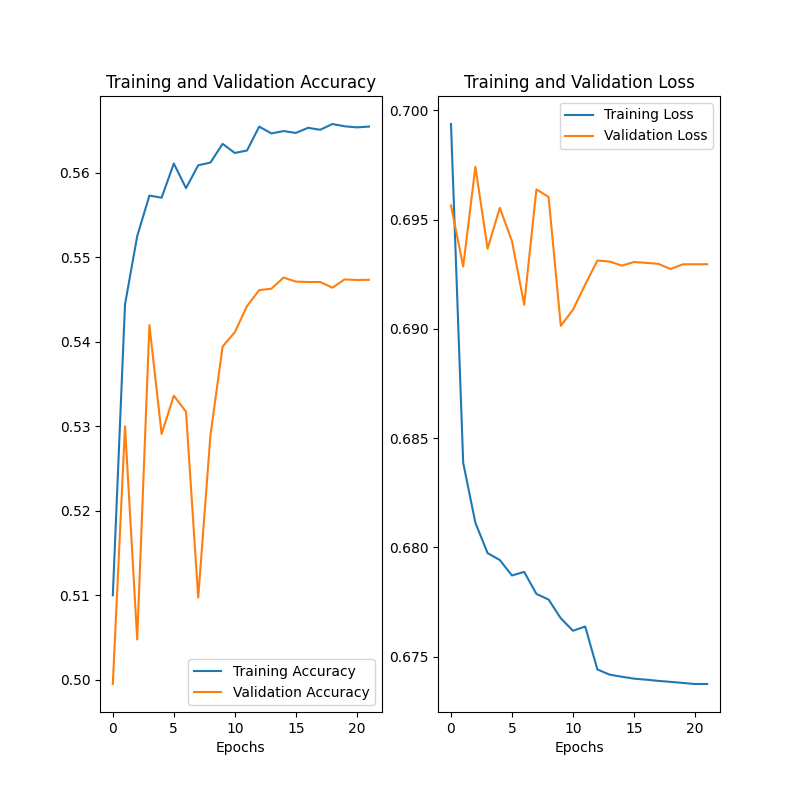 Training and Validation Accuracy
0.56
0.55
0.54
0.53
0.52
0.51
0.50
Training Accuracy
Validation Accuracy
0 5 10 15 20
Epochs
Training and Validation Loss
0.700
0.695
0.690
0.685
0.680
0.675
Training Loss
Validation Loss
0 5 10 15 20
Epochs